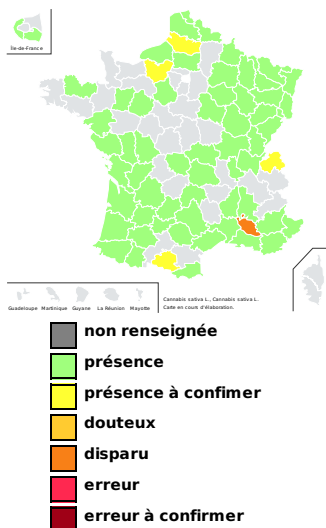 Île-de-France
Guadeloupe Martinique Guyane La Réunion Mayotte
Cannabis sativa L., Cannabis sativa L.
Carte en cours d'élaboration.
non renseignée
présence
présence à confimer
douteux
disparu
erreur
erreur à confirmer